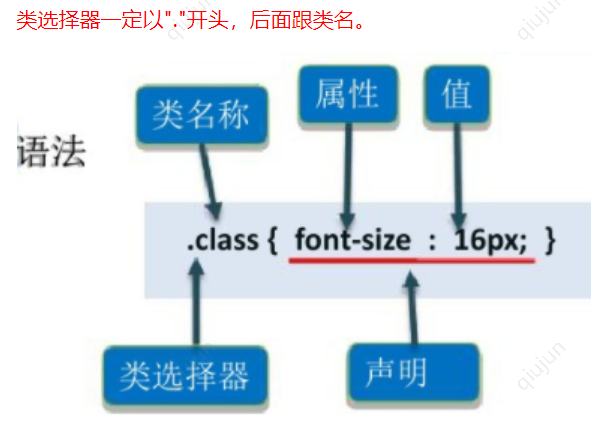 类选择器一定以"."开头，后面跟类名。
类名称
属性
值
语法
.class { font-size : 16px; }
类选择器
声明
qiujun
qiujun
qiujun
qiujun